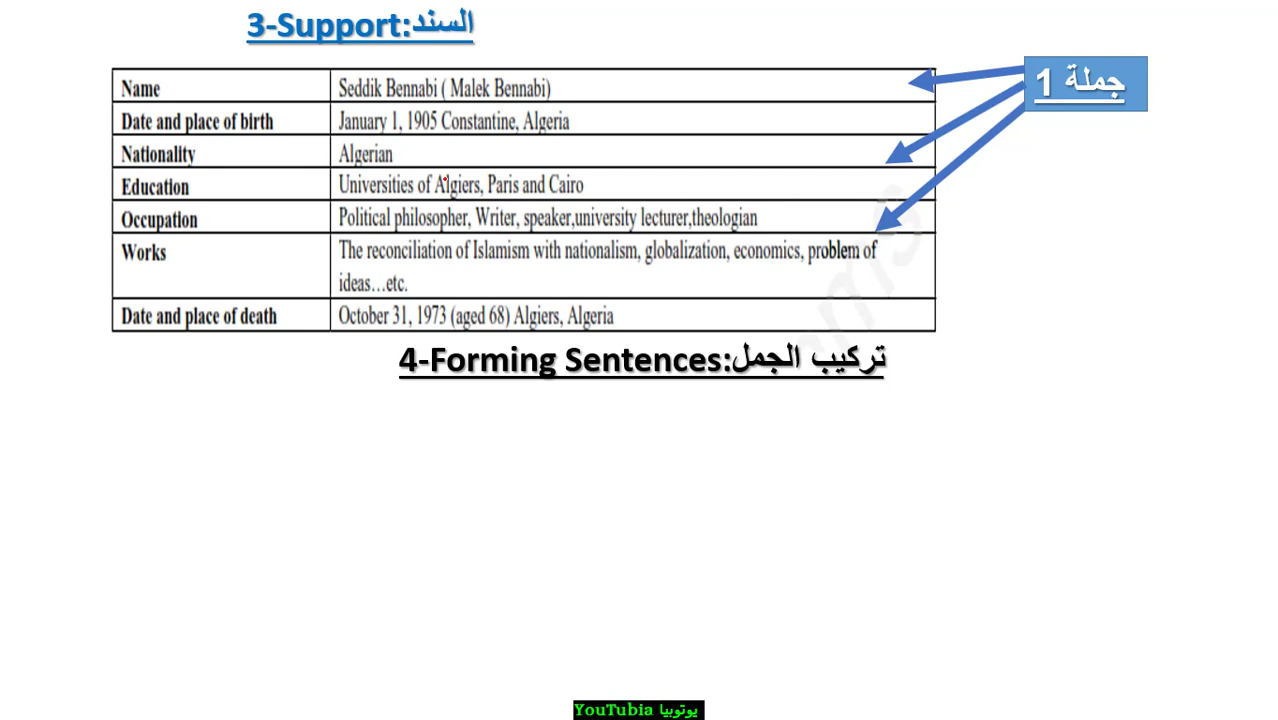 3-Support:السند
جملة 1
Name Seddik Bennabi ( Malek Bennabi)
Date and place of birth January 1, 1905 Constantine, Algeria
Nationality Algerian
Education Universities of Algiers, Paris and Cairo
Occupation Political philosopher, Writer, speaker,university lecturer,theologian
Works The reconciliation of Islamism with nationalism, globalization, economics, problem of
ideas…etc.
Date and place of death October 31, 1973 (aged 68) Algiers, Algeria
4-Forming Sentences:تركيب الجمل
YouTubia يوتوبيا